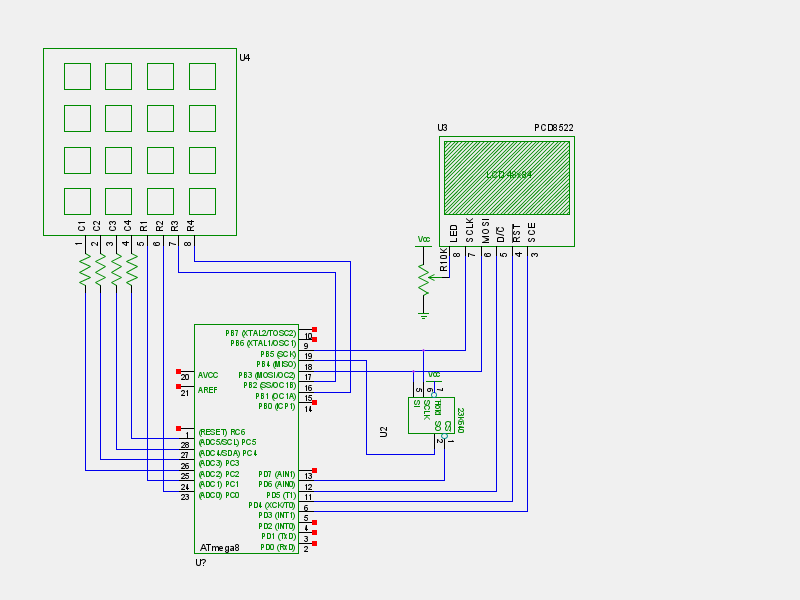 U4
C1 C2 C3 C4 R1 R2 R3 R4
1 2 3 4 5 6 7 8
U3 PCD8522
LCD 48x84
LED SCLK MOSI D/C RST SCE
8 7 6 5 4 3
Vcc
R10K
PB7 (XTAL2/TOSC2) 10
PB6 (XTAL1/OSC1) 9
PB5 (SCK) 19
PB4 (MISO) 18
PB3 (MOSI/OC2) 17
PB2 (SS/OC1B) 16
PB1 (OC1A) 15
PB0 (ICP1) 14
20 AVCC
21 AREF
1 (RESET) RC6
28 (ADC5/SCL) PC5
27 (ADC4/SDA) PC4
26 (ADC3) PC3
25 (ADC2) PC2
24 (ADC1) PC1
23 (ADC0) PC0
PD7 (AIN1) 13
PD6 (AIN0) 12
PD5 (T1) 11
PD4 (XCK/T0) 6
PD3 (INT1) 5
PD2 (INT0) 4
PD1 (TxD) 3
PD0 (RxD) 2
ATmega8
U?
Vcc
5 6 7
SI SCLK Hold
SO CS
2 1
23K640
U2